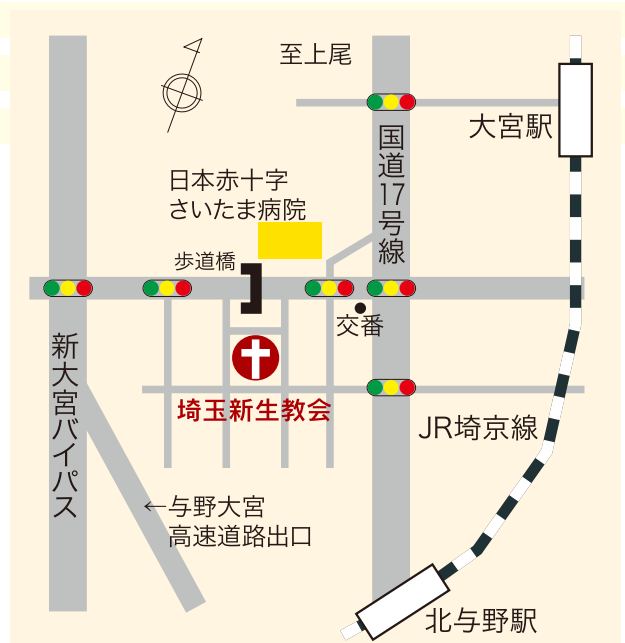 至上尾
大宮駅
国道17号線
日本赤十字
さいたま病院
歩道橋
交番
新大宮バイパス
埼玉新生教会
JR埼京線
←与野大宮
高速道路出口
北与野駅